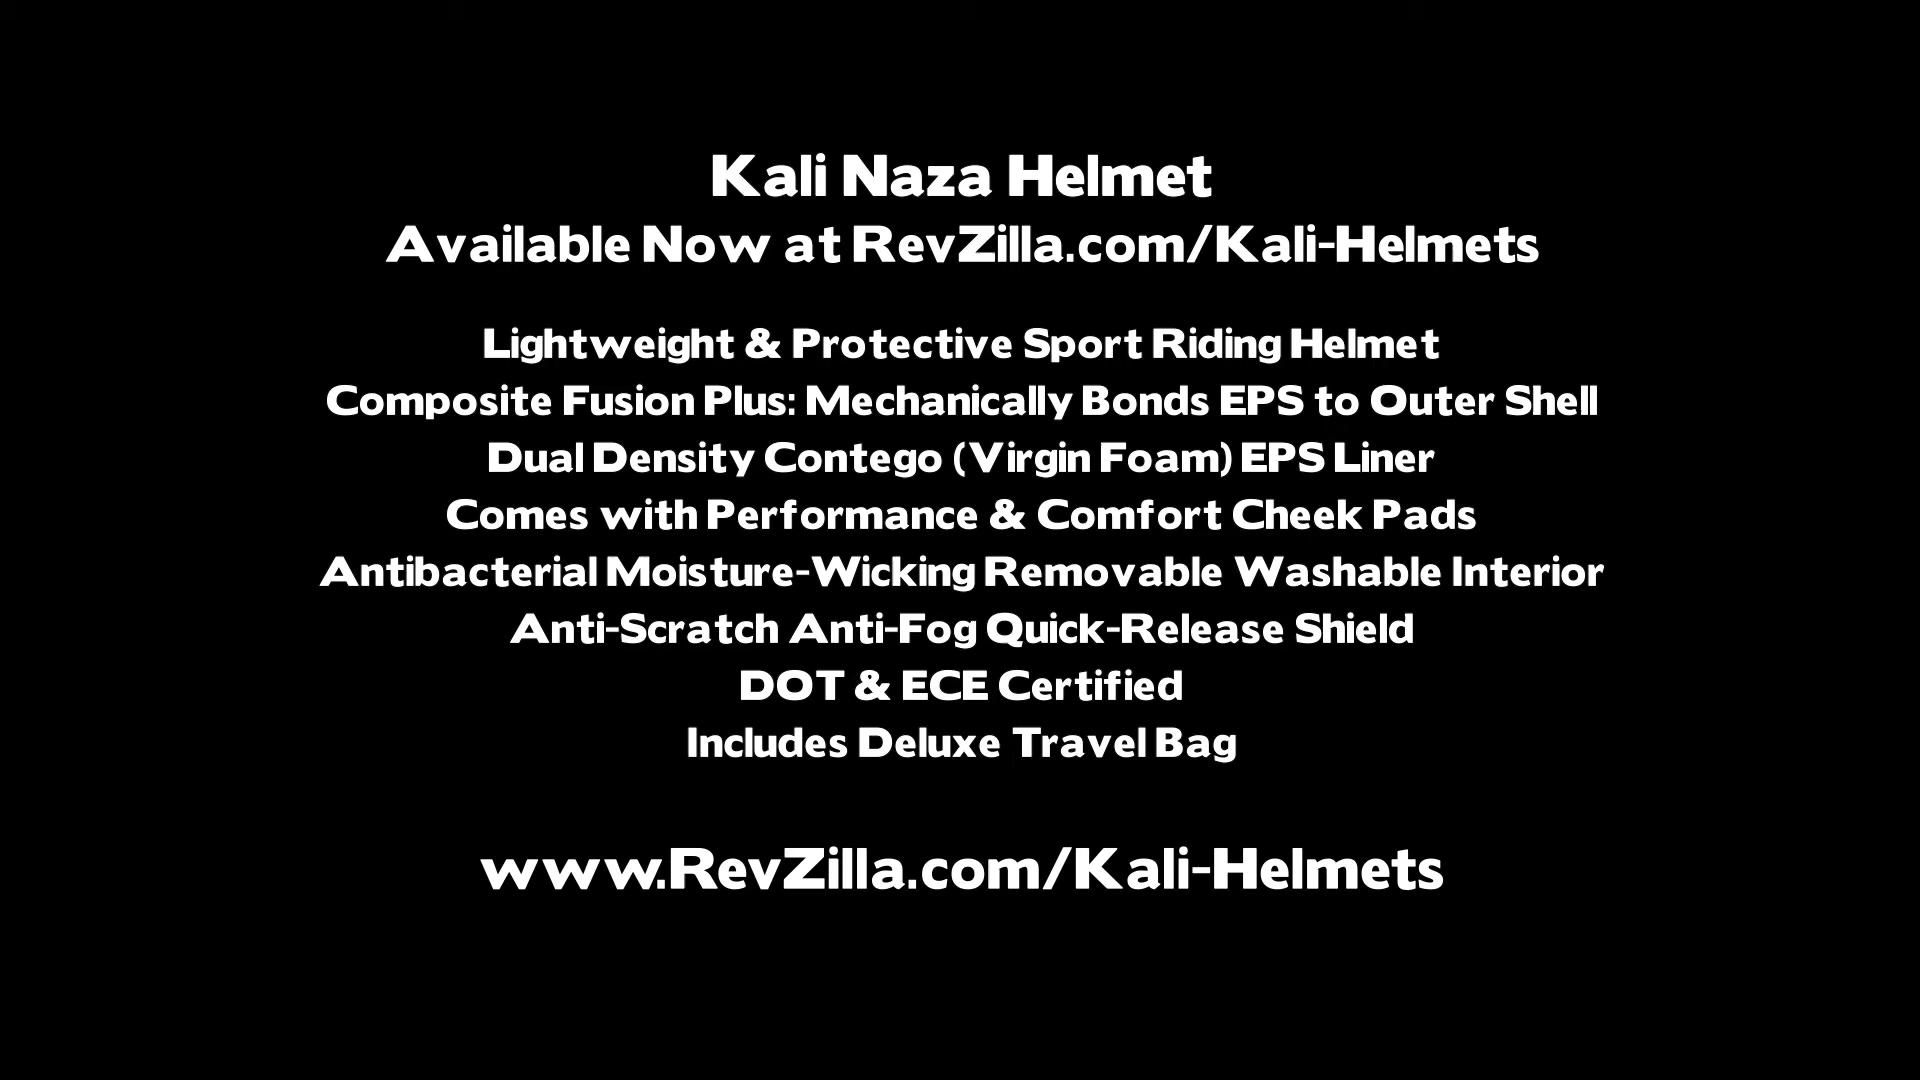 Kali Naza Helmet
Available Now at RevZilla.com/Kali-Helmets
Lightweight & Protective Sport Riding Helmet
Composite Fusion Plus: Mechanically Bonds EPS to Outer Shell
Dual Density Contego (Virgin Foam) EPS Liner
Comes with Performance & Comfort Cheek Pads
Antibacterial Moisture-Wicking Removable Washable Interior
Anti-Scratch Anti-Fog Quick-Release Shield
DOT & ECE Certified
Includes Deluxe Travel Bag
www.RevZilla.com/Kali-Helmets